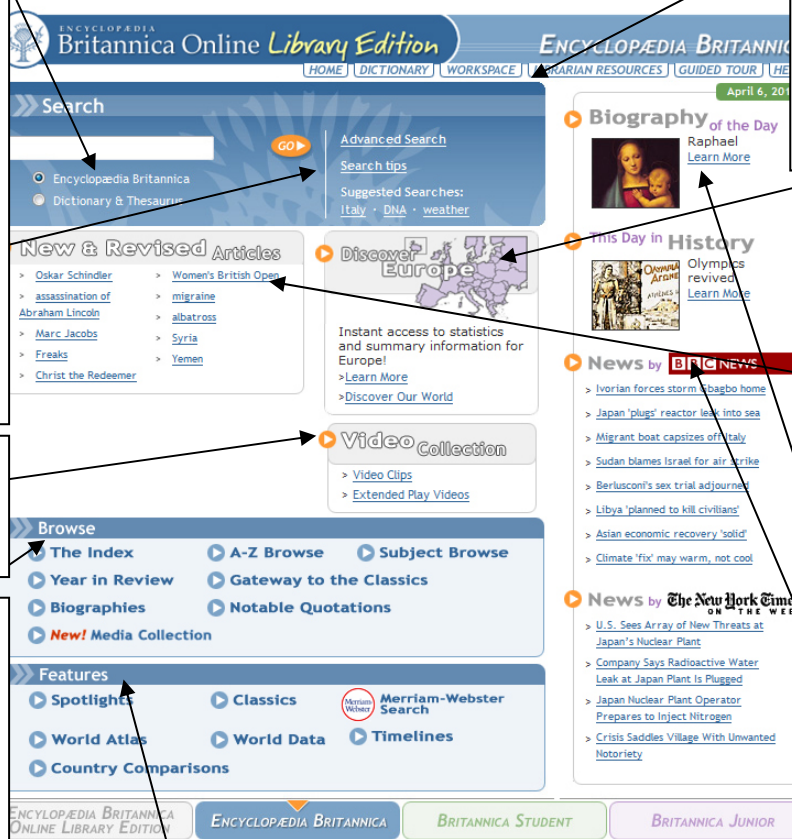 ENCYCLOPÆDIA
Britannica Online Library Edition
ENCYCLOPÆDIA BRITANNIC
HOME DICTIONARY WORKSPACE LIBRARIAN RESOURCES GUIDED TOUR HE
Search
GO
Encyclopædia Britannica
Dictionary & Thesaurus
Advanced Search
Search tips
Suggested Searches:
Italy · DNA · weather
New & Revised Articles
> Oskar Schindler
> assassination of
Abraham Lincoln
> Marc Jacobs
> Freaks
> Christ the Redeemer
> Women's British Open
> migraine
> albatross
> Syria
> Yemen
Discover
Europe
Instant access to statistics
and summary information for
Europe!
>Learn More
>Discover Our World
Video Collection
> Video Clips
> Extended Play Videos
Browse
The Index A-Z Browse Subject Browse
Year in Review Gateway to the Classics
Biographies Notable Quotations
New! Media Collection
Features
Spotlights Classics Merriam-Webster Merriam-Webster
Search
World Atlas World Data Timelines
Country Comparisons
April 6, 201
Biography of the Day
Raphael
Learn More
This Day in History
Olympics
revived
Learn More
News by BBC NEWS
> Ivorian forces storm Gbagbo home
> Japan 'plugs' reactor leak into sea
> Migrant boat capsizes off Italy
> Sudan blames Israel for air strike
> Berlusconi's sex trial adjourned
> Libya 'planned to kill civilians'
> Asian economic recovery 'solid'
> Climate 'fix' may warm, not cool
News by The New York Time
ON THE WEB
> U.S. Sees Array of New Threats at
Japan's Nuclear Plant
> Company Says Radioactive Water
Leak at Japan Plant Is Plugged
> Japan Nuclear Plant Operator
Prepares to Inject Nitrogen
> Crisis Saddles Village With Unwanted
Notoriety
ENCYLOPÆDIA BRITANNICA
ONLINE LIBRARY EDITION
ENCYCLOPÆDIA BRITANNICA
BRITANNICA STUDENT
BRITANNICA JUNIOR